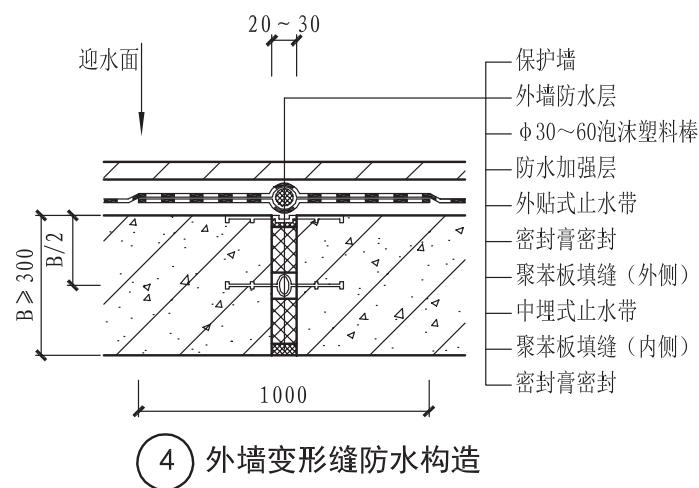 20～30
迎水面
保护墙
外墙防水层
ф30～60泡沫塑料棒
防水加强层
外贴式止水带
密封膏密封
聚苯板填缝（外侧）
中埋式止水带
聚苯板填缝（内侧）
密封膏密封
B/2
B≥300
1000
4 外墙变形缝防水构造